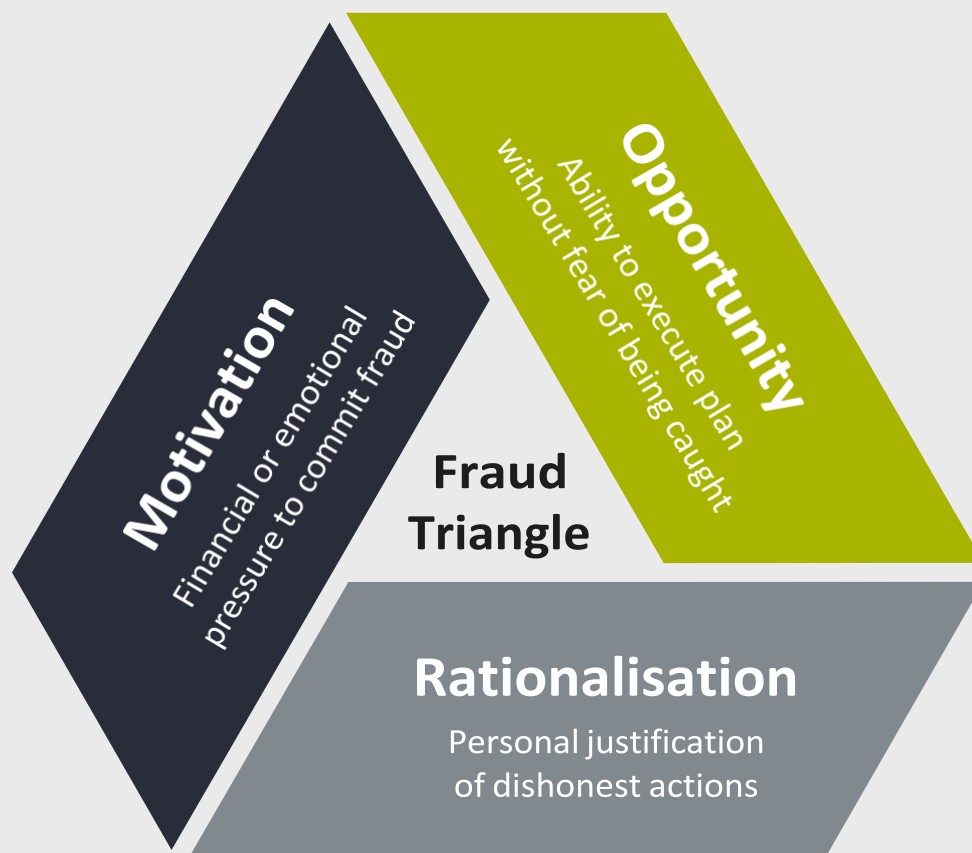 Motivation
Financial or emotional
pressure to commit fraud
Opportunity
Ability to execute plan
without fear of being caught
Fraud
Triangle
Rationalisation
Personal justification
of dishonest actions